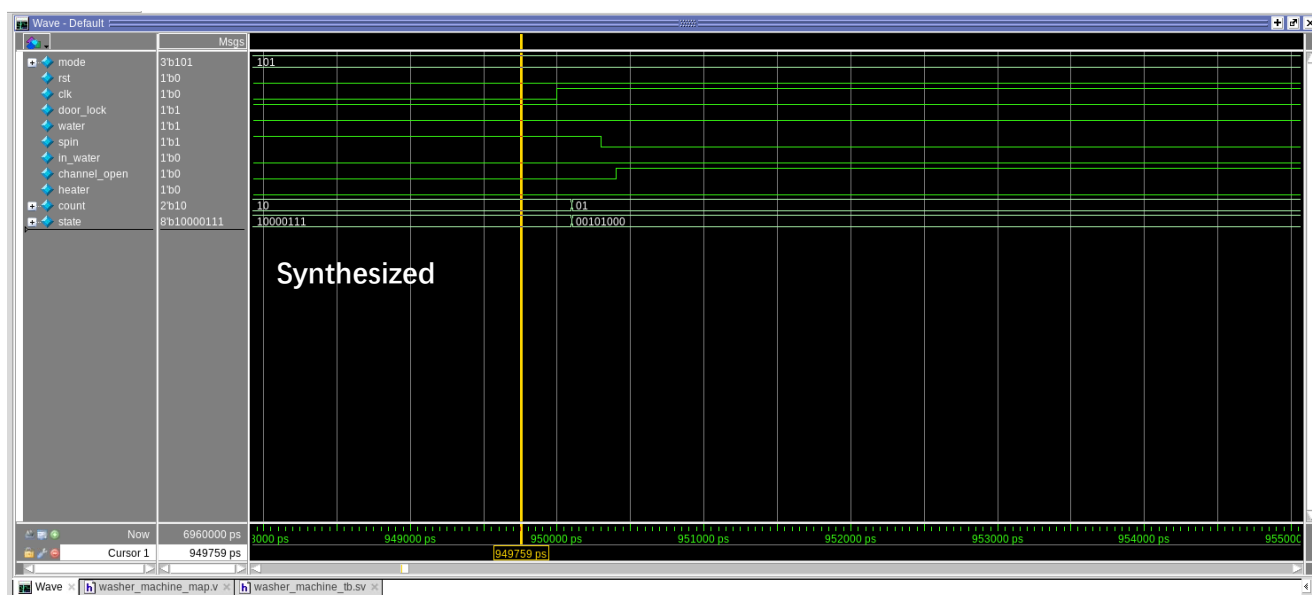 Wave - Default
Msgs
mode 3'b101 101
rst 1'b0
clk 1'b0
door_lock 1'b1
water 1'b1
spin 1'b1
in_water 1'b0
channel_open 1'b0
heater 1'b0
count 2'b10 10 01
state 8'b10000111 10000111 00101000
Synthesized
Now 6960000 ps 3000 ps 949000 ps 950000 ps 951000 ps 952000 ps 953000 ps 954000 ps 955000
Cursor 1 949759 ps 949759 ps
Wave washer_machine_map.v washer_machine_tb.sv